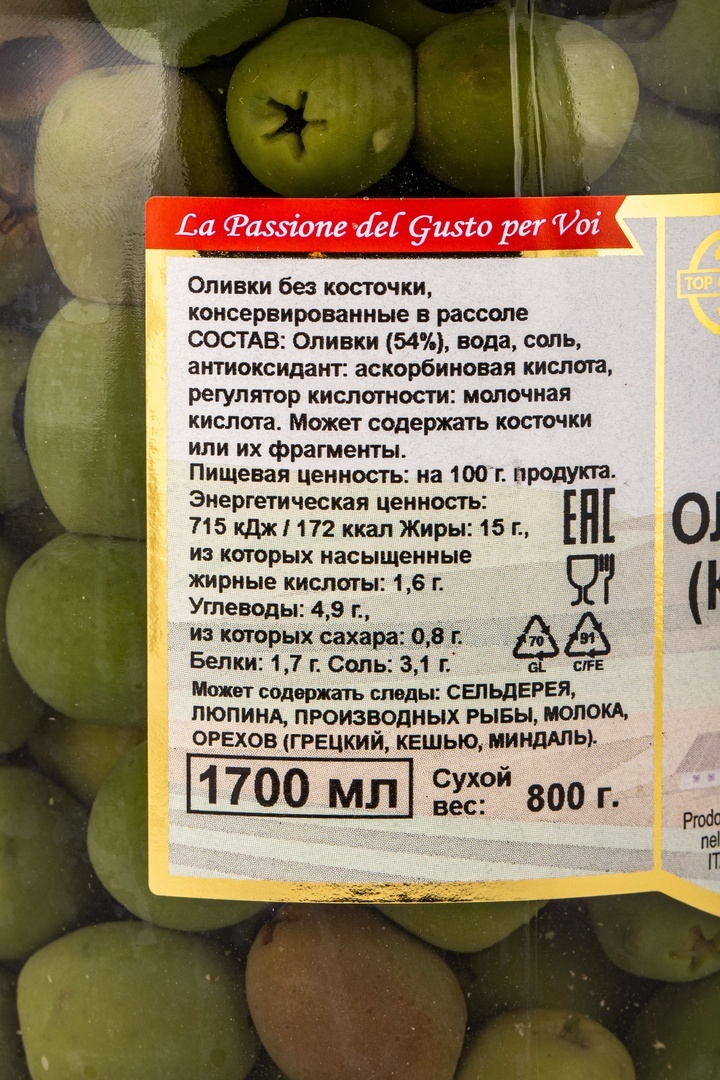 La Passione del Gusto per Voi
Оливки без косточки,
консервированные в рассоле
СОСТАВ: Оливки (54%), вода, соль,
антиоксидант: аскорбиновая кислота,
регулятор кислотности: молочная
кислота. Может содержать косточки
или их фрагменты.
Пищевая ценность: на 100 г. продукта.
Энергетическая ценность:
715 кДж / 172 ккал Жиры: 15 г.,
из которых насыщенные
жирные кислоты: 1,6 г.
Углеводы: 4,9 г.,
из которых сахара: 0,8 г.
Белки: 1,7 г. Соль: 3,1 г.
EAC
70
GL
91
C/FE
Может содержать следы: СЕЛЬДЕРЕЯ,
ЛЮПИНА, ПРОИЗВОДНЫХ РЫБЫ, МОЛОКА,
ОРЕХОВ (ГРЕЦКИЙ, КЕШЬЮ, МИНДАЛЬ).
1700 мл
Сухой
вес:
800 г.
TOP